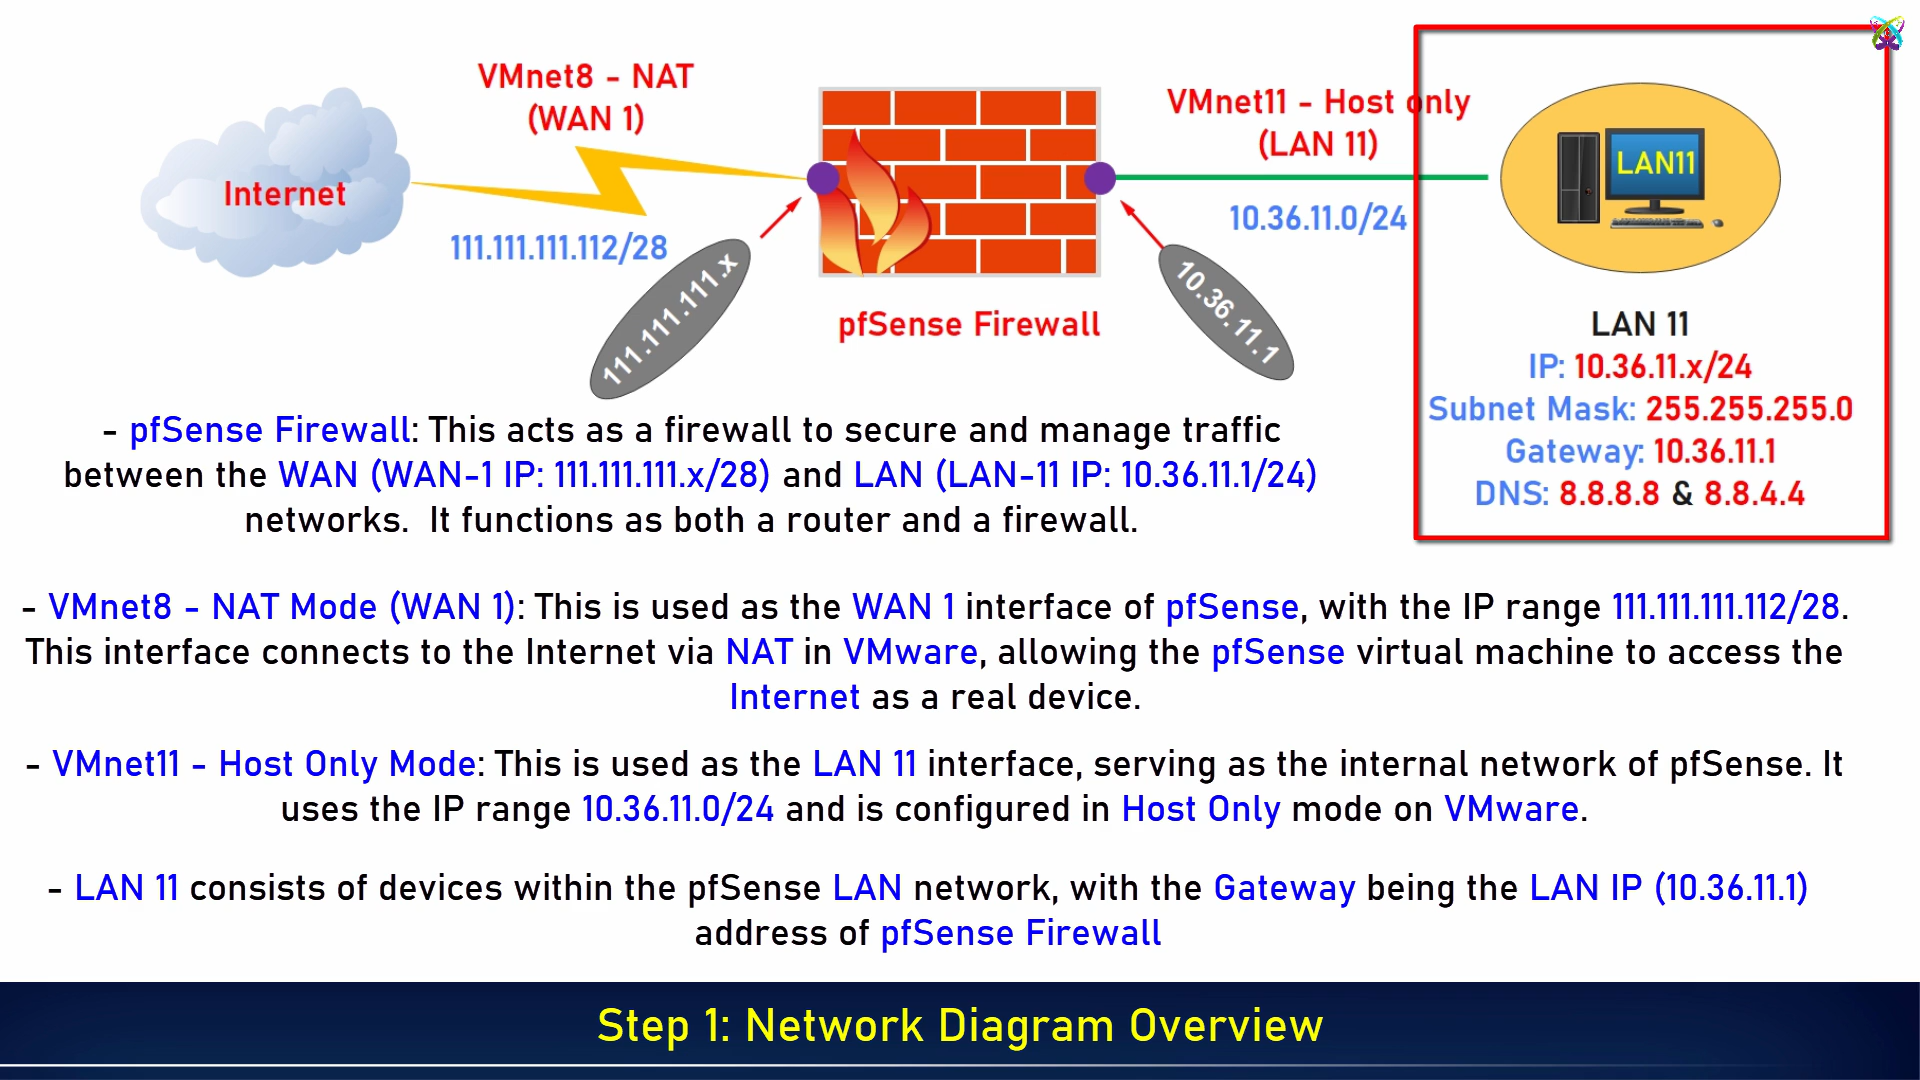 VMnet8 - NAT
(WAN 1)
Internet
111.111.111.112/28
111.111.111.x
pfSense Firewall
VMnet11 - Host only
(LAN 11)
10.36.11.0/24
10.36.11.1
LAN11
LAN 11
IP: 10.36.11.x/24
Subnet Mask: 255.255.255.0
Gateway: 10.36.11.1
DNS: 8.8.8.8 & 8.8.4.4
- pfSense Firewall: This acts as a firewall to secure and manage traffic
between the WAN (WAN-1 IP: 111.111.111.x/28) and LAN (LAN-11 IP: 10.36.11.1/24)
networks. It functions as both a router and a firewall.
- VMnet8 - NAT Mode (WAN 1): This is used as the WAN 1 interface of pfSense, with the IP range 111.111.111.112/28.
This interface connects to the Internet via NAT in VMware, allowing the pfSense virtual machine to access the
Internet as a real device.
- VMnet11 - Host Only Mode: This is used as the LAN 11 interface, serving as the internal network of pfSense. It
uses the IP range 10.36.11.0/24 and is configured in Host Only mode on VMware.
- LAN 11 consists of devices within the pfSense LAN network, with the Gateway being the LAN IP (10.36.11.1)
address of pfSense Firewall
Step 1: Network Diagram Overview